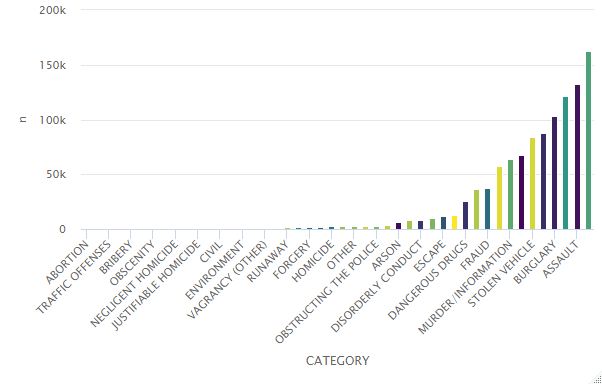 200k
150k
100k
50k
0
n
ABORTION
TRAFFIC OFFENSES
BRIBERY
OBSCENITY
NEGLIGENT HOMICIDE
JUSTIFIABLE HOMICIDE
CIVIL
ENVIRONMENT
VAGRANCY (OTHER)
RUNAWAY
FORGERY
HOMICIDE
OTHER
OBSTRUCTING THE POLICE
ARSON
DISORDERLY CONDUCT
ESCAPE
DANGEROUS DRUGS
FRAUD
MURDER /INFORMATION
STOLEN VEHICLE
BURGLARY
ASSAULT
CATEGORY